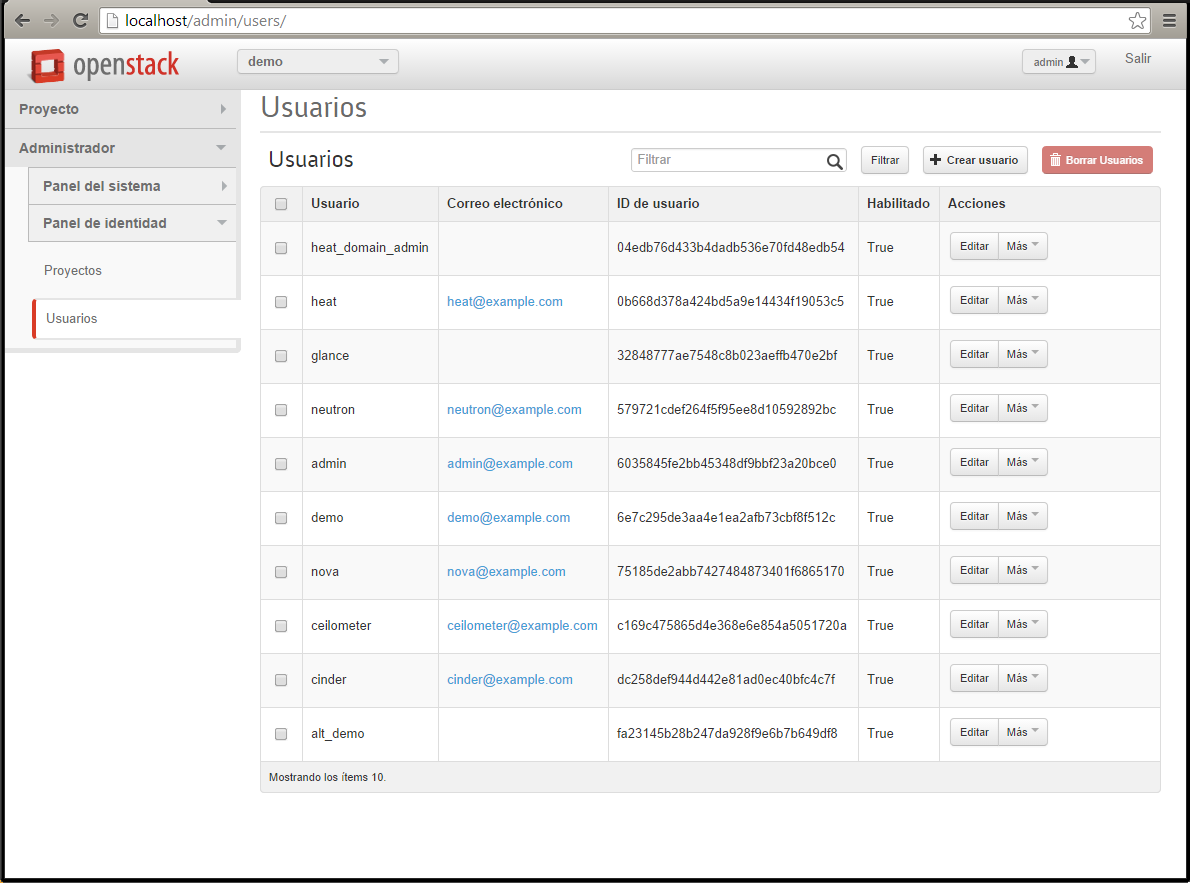 localhost/admin/users/
openstack demo admin Salir
Proyecto
Administrador
Panel del sistema
Panel de identidad
Proyectos
Usuarios
Usuarios
Usuarios Filtrar Filtrar Crear usuario Borrar Usuarios
Usuario Correo electrónico ID de usuario Habilitado Acciones
heat_domain_admin 04edb76d433b4dadb536e70fd48edb54 True Editar Más
heat heat@example.com 0b668d378a424bd5a9e14434f19053c5 True Editar Más
glance 32848777ae7548c8b023aeffb470e2bf True Editar Más
neutron neutron@example.com 579721cdef264f5f95ee8d10592892bc True Editar Más
admin admin@example.com 6035845fe2bb45348df9bbf23a20bce0 True Editar Más
demo demo@example.com 6e7c295de3aa4e1ea2afb73cbf8f512c True Editar Más
nova nova@example.com 75185de2abb7427484873401f6865170 True Editar Más
ceilometer ceilometer@example.com c169c475865d4e368e6e854a5051720a True Editar Más
cinder cinder@example.com dc258def944d442e81ad0ec40bfc4c7f True Editar Más
alt_demo fa23145b28b247da928f9e6b7b649df8 True Editar Más
Mostrando los ítems 10.